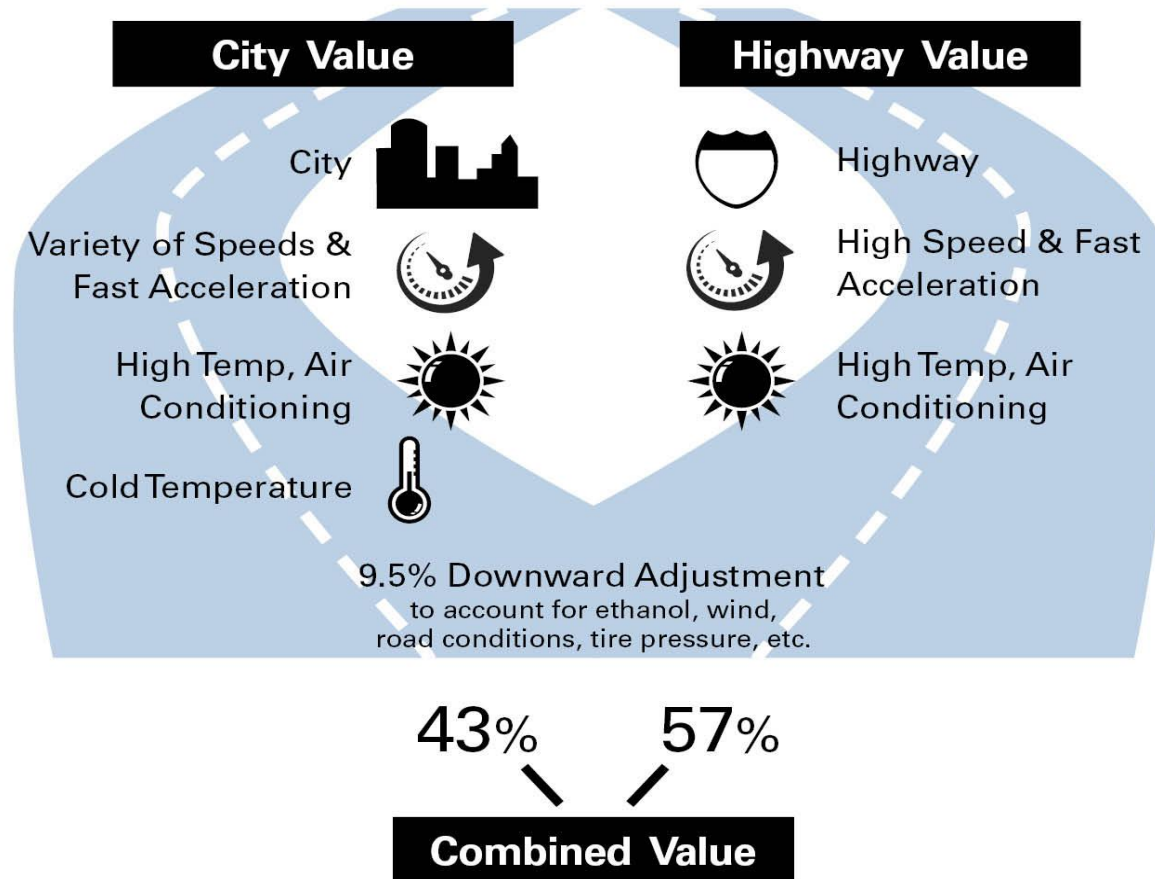 City Value
Highway Value
City
Highway
Variety of Speeds &
Fast Acceleration
High Speed & Fast
Acceleration
High Temp, Air
Conditioning
High Temp, Air
Conditioning
Cold Temperature
9.5% Downward Adjustment
to account for ethanol, wind,
road conditions, tire pressure, etc.
43%
57%
Combined Value